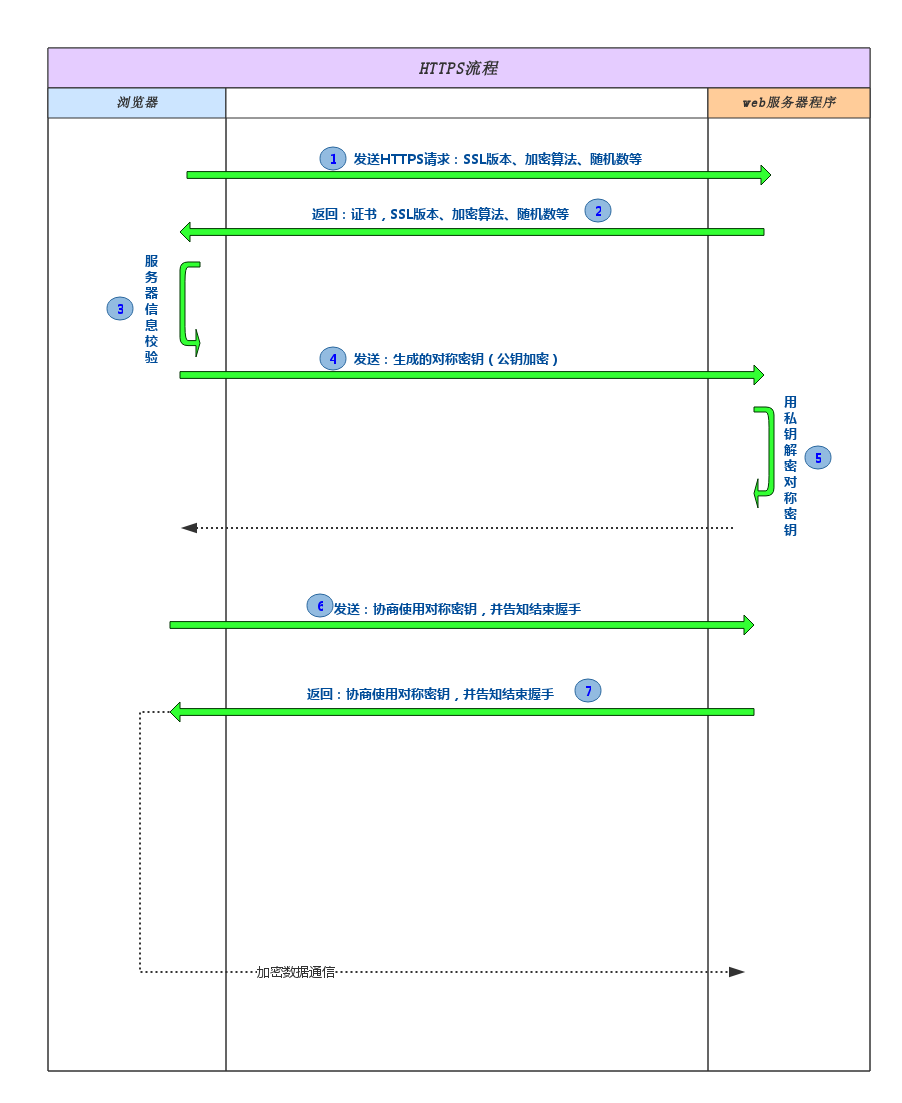 HTTPS流程
浏览器
web服务器程序
1 发送HTTPS请求：SSL版本、加密算法、随机数等
返回：证书，SSL版本、加密算法、随机数等 2
3
服务器信息校验
4 发送：生成的对称密钥（公钥加密）
用私钥解密对称密钥
5
6 发送：协商使用对称密钥，并告知结束握手
返回：协商使用对称密钥，并告知结束握手 7
加密数据通信